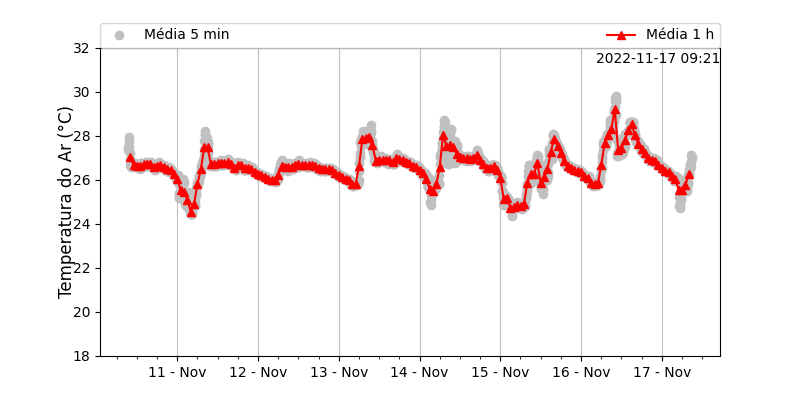 Média 5 min
Média 1 h
2022-11-17 09:21
Temperatura do Ar (°C)
32
30
28
26
24
22
20
18
11 - Nov
12 - Nov
13 - Nov
14 - Nov
15 - Nov
16 - Nov
17 - Nov